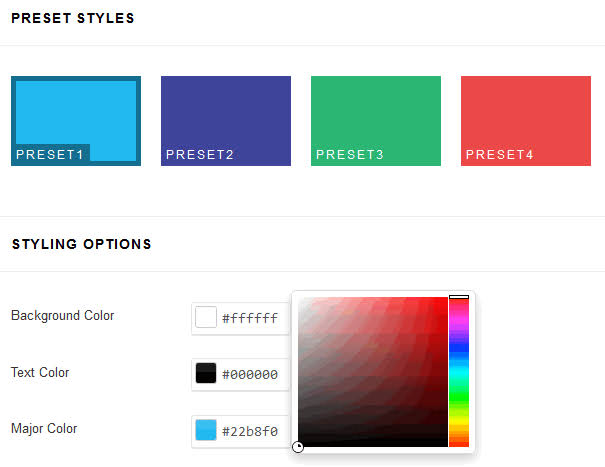 PRESET STYLES
PRESET1 PRESET2 PRESET3 PRESET4
STYLING OPTIONS
Background Color #ffffff
Text Color #000000
Major Color #22b8f0